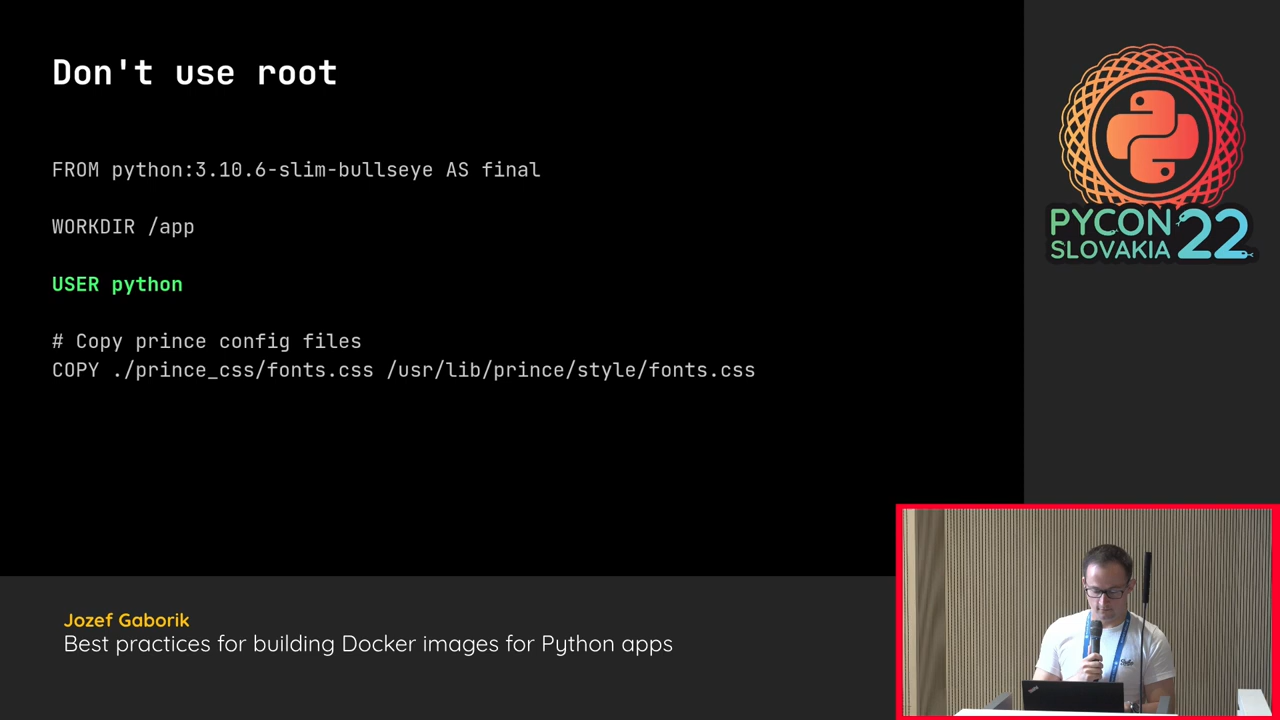 Don't use root
FROM python:3.10.6-slim-bullseye AS final
WORKDIR /app
USER python
# Copy prince config files
COPY ./prince_css/fonts.css /usr/lib/prince/style/fonts.css
PYCON
SLOVAKIA
22
Jozef Gaborik
Best practices for building Docker images for Python apps